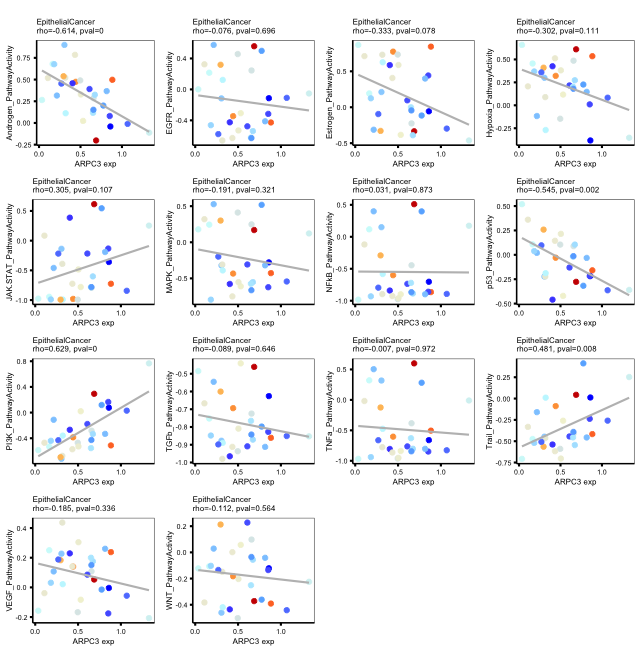 EpithelialCancer
rho=-0.614, pval=0
Androgen_PathwayActivity
0.75
0.50
0.25
0.00
-0.25
0.0 0.5 1.0
ARPC3 exp
EpithelialCancer
rho=-0.076, pval=0.696
EGFR_PathwayActivity
0.4
0.0
-0.4
0.0 0.5 1.0
ARPC3 exp
EpithelialCancer
rho=-0.333, pval=0.078
Estrogen_PathwayActivity
0.5
0.0
-0.5
0.0 0.5 1.0
ARPC3 exp
EpithelialCancer
rho=-0.302, pval=0.111
Hypoxia_PathwayActivity
0.50
0.25
0.00
-0.25
0.0 0.5 1.0
ARPC3 exp
EpithelialCancer
rho=0.305, pval=0.107
JAK-STAT_PathwayActivity
0.5
0.0
-0.5
-1.0
0.0 0.5 1.0
ARPC3 exp
EpithelialCancer
rho=-0.191, pval=0.321
MAPK_PathwayActivity
0.5
0.0
-0.5
0.0 0.5 1.0
ARPC3 exp
EpithelialCancer
rho=0.031, pval=0.873
NFkB_PathwayActivity
0.5
0.0
-0.5
-1.0
0.0 0.5 1.0
ARPC3 exp
EpithelialCancer
rho=-0.545, pval=0.002
p53_PathwayActivity
0.50
0.25
0.00
-0.25
-0.50
0.0 0.5 1.0
ARPC3 exp
EpithelialCancer
rho=0.629, pval=0
PI3K_PathwayActivity
0.8
0.4
0.0
-0.4
0.0 0.5 1.0
ARPC3 exp
EpithelialCancer
rho=-0.089, pval=0.646
TGFb_PathwayActivity
-0.5
-0.6
-0.7
-0.8
-0.9
-1.0
0.0 0.5 1.0
ARPC3 exp
EpithelialCancer
rho=-0.007, pval=0.972
TNFa_PathwayActivity
0.5
0.0
-0.5
-1.0
0.0 0.5 1.0
ARPC3 exp
EpithelialCancer
rho=0.481, pval=0.008
Trail_PathwayActivity
0.25
0.00
-0.25
-0.50
-0.75
0.0 0.5 1.0
ARPC3 exp
EpithelialCancer
rho=-0.185, pval=0.336
VEGF_PathwayActivity
0.4
0.2
0.0
-0.2
0.0 0.5 1.0
ARPC3 exp
EpithelialCancer
rho=-0.112, pval=0.564
WNT_PathwayActivity
0.2
0.0
-0.2
-0.4
0.0 0.5 1.0
ARPC3 exp